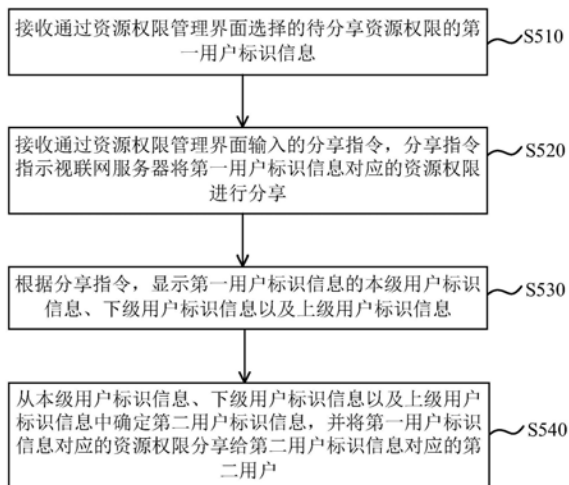 接收通过资源权限管理界面选择的待分享资源权限的第
一用户标识信息
S510
接收通过资源权限管理界面输入的分享指令，分享指令
指示视联网服务器将第一用户标识信息对应的资源权限
进行分享
S520
根据分享指令，显示第一用户标识信息的本级用户标识
信息、下级用户标识信息以及上级用户标识信息
S530
从本级用户标识信息、下级用户标识信息以及上级用户
标识信息中确定第二用户标识信息，并将第一用户标识
信息对应的资源权限分享给第二用户标识信息对应的第
二用户
S540